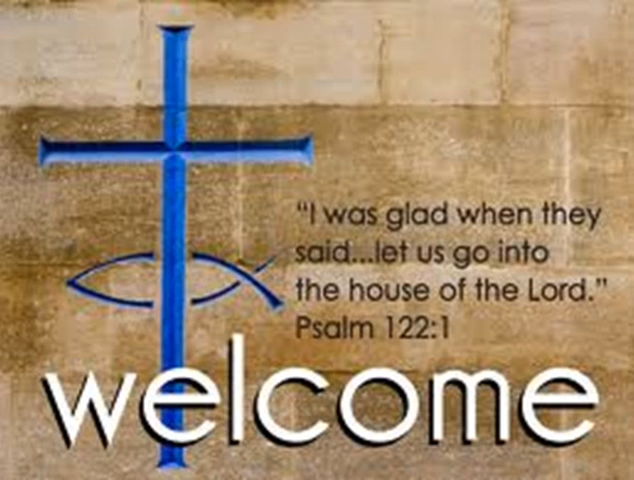 “I was glad when they
said...let us go into
the house of the Lord.”
Psalm 122:1
welcome